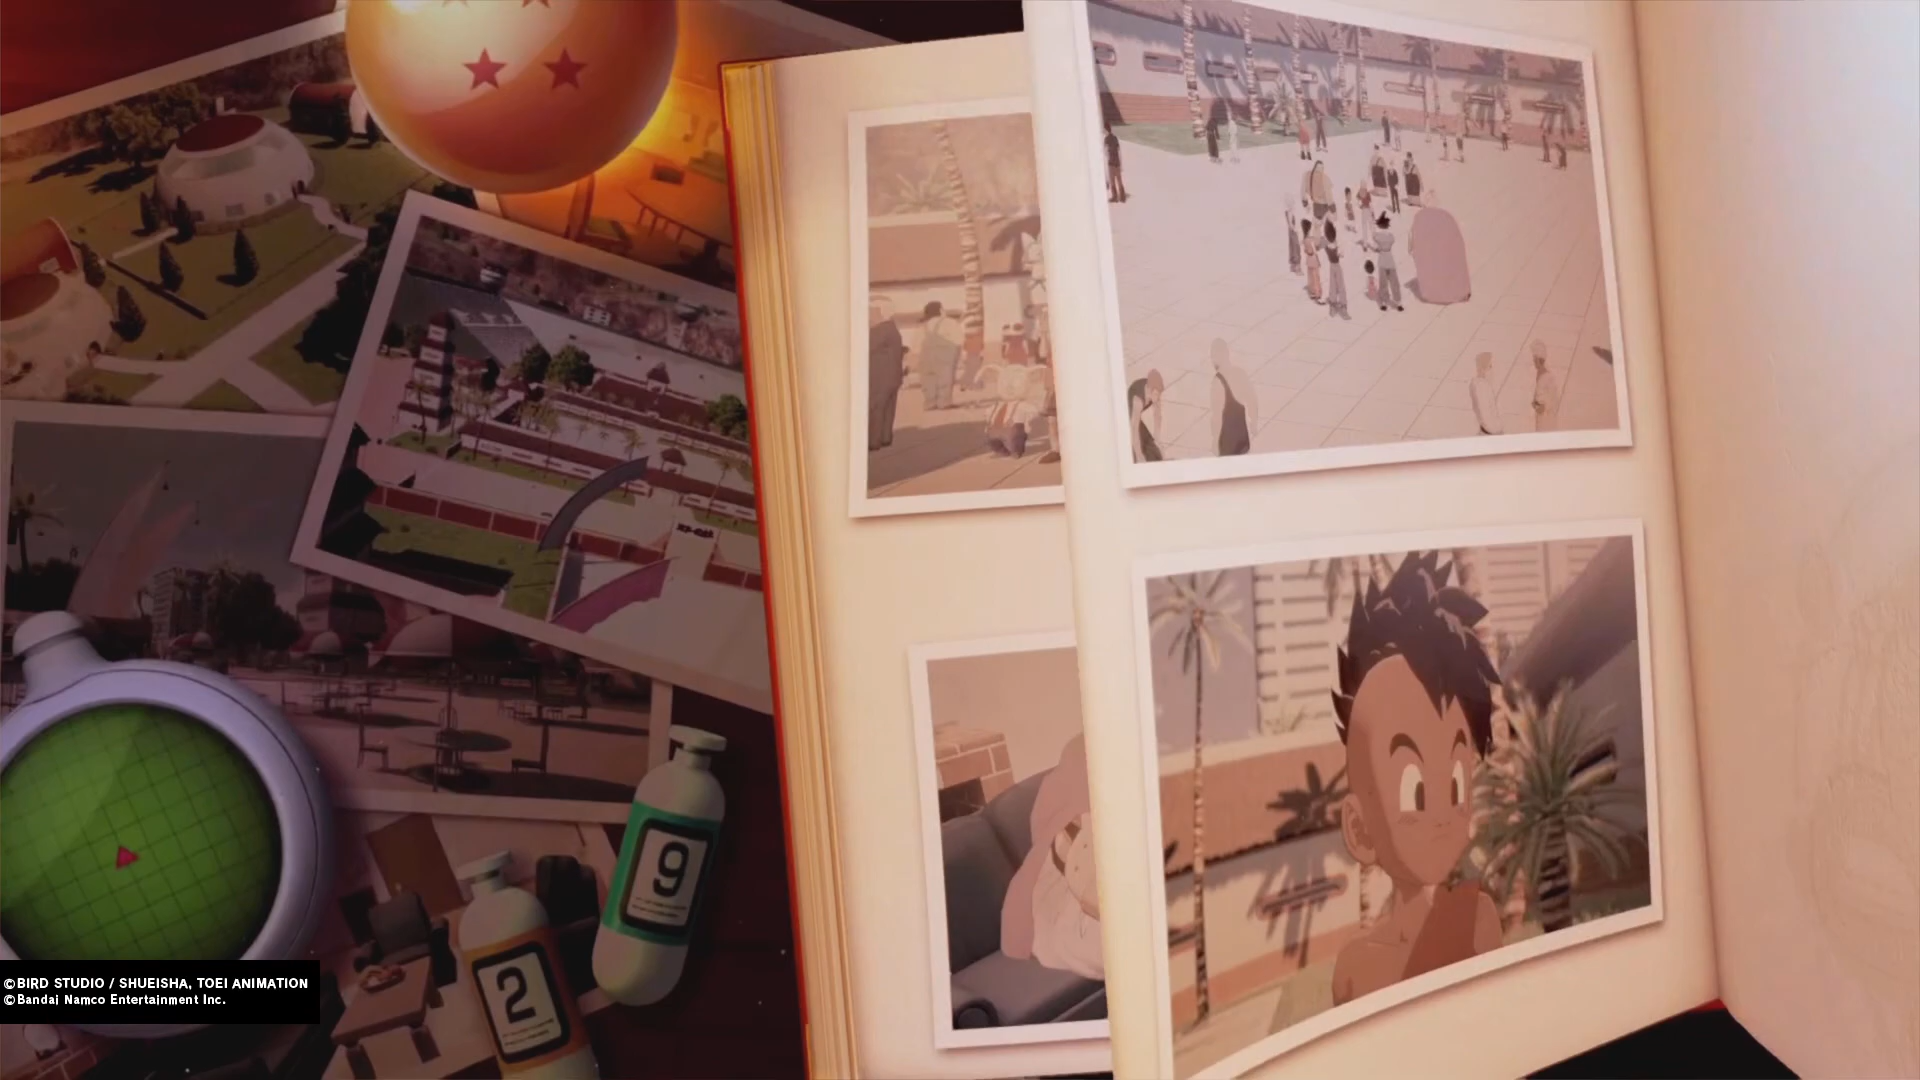 9
2
©BIRD STUDIO / SHUEISHA, TOEI ANIMATION
©Bandai Namco Entertainment Inc.